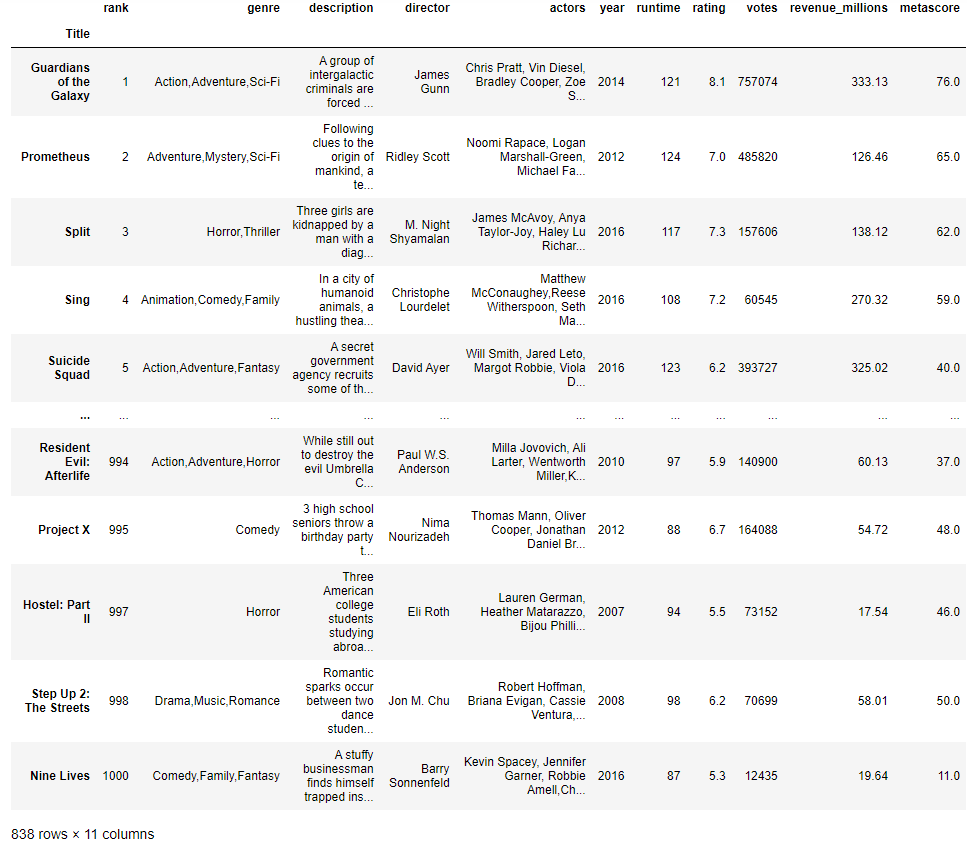 rank genre description director actors year runtime rating votes revenue_millions metascore
Title
Guardians
of the
Galaxy
1
Action,Adventure,Sci-Fi
A group of
intergalactic
criminals are
forced ...
James
Gunn
Chris Pratt, Vin Diesel,
Bradley Cooper, Zoe
S...
2014 121 8.1 757074 333.13 76.0
Prometheus
2
Adventure,Mystery,Sci-Fi
Following
clues to the
origin of
mankind, a
te...
Ridley Scott
Noomi Rapace, Logan
Marshall-Green,
Michael Fa...
2012 124 7.0 485820 126.46 65.0
Split
3
Horror,Thriller
Three girls are
kidnapped by a
man with a
diag...
M. Night
Shyamalan
James McAvoy, Anya
Taylor-Joy, Haley Lu
Richar...
2016 117 7.3 157606 138.12 62.0
Sing
4
Animation,Comedy,Family
In a city of
humanoid
animals, a
hustling thea...
Christophe
Lourdelet
Matthew
McConaughey,Reese
Witherspoon, Seth
Ma...
2016 108 7.2 60545 270.32 59.0
Suicide
Squad
5
Action,Adventure,Fantasy
A secret
government
agency recruits
some of th...
David Ayer
Will Smith, Jared Leto,
Margot Robbie, Viola
D...
2016 123 6.2 393727 325.02 40.0
... ... ... ... ... ... ... ... ... ... ... ...
Resident
Evil:
Afterlife
994
Action,Adventure,Horror
While still out
to destroy the
evil Umbrella
C...
Paul W.S.
Anderson
Milla Jovovich, Ali
Larter, Wentworth
Miller,K...
2010 97 5.9 140900 60.13 37.0
Project X
995
Comedy
3 high school
seniors throw a
birthday party
t...
Nima
Nourizadeh
Thomas Mann, Oliver
Cooper, Jonathan
Daniel Br...
2012 88 6.7 164088 54.72 48.0
Hostel: Part
II
997
Horror
Three
American
college
students
studying
abroa...
Eli Roth
Lauren German,
Heather Matarazzo,
Bijou Philli...
2007 94 5.5 73152 17.54 46.0
Step Up 2:
The Streets
998
Drama,Music,Romance
Romantic
sparks occur
between two
dance
studen...
Jon M. Chu
Robert Hoffman,
Briana Evigan, Cassie
Ventura,...
2008 98 6.2 70699 58.01 50.0
Nine Lives
1000
Comedy,Family,Fantasy
A stuffy
businessman
finds himself
trapped ins...
Barry
Sonnenfeld
Kevin Spacey, Jennifer
Garner, Robbie
Amell,Ch...
2016 87 5.3 12435 19.64 11.0
838 rows × 11 columns